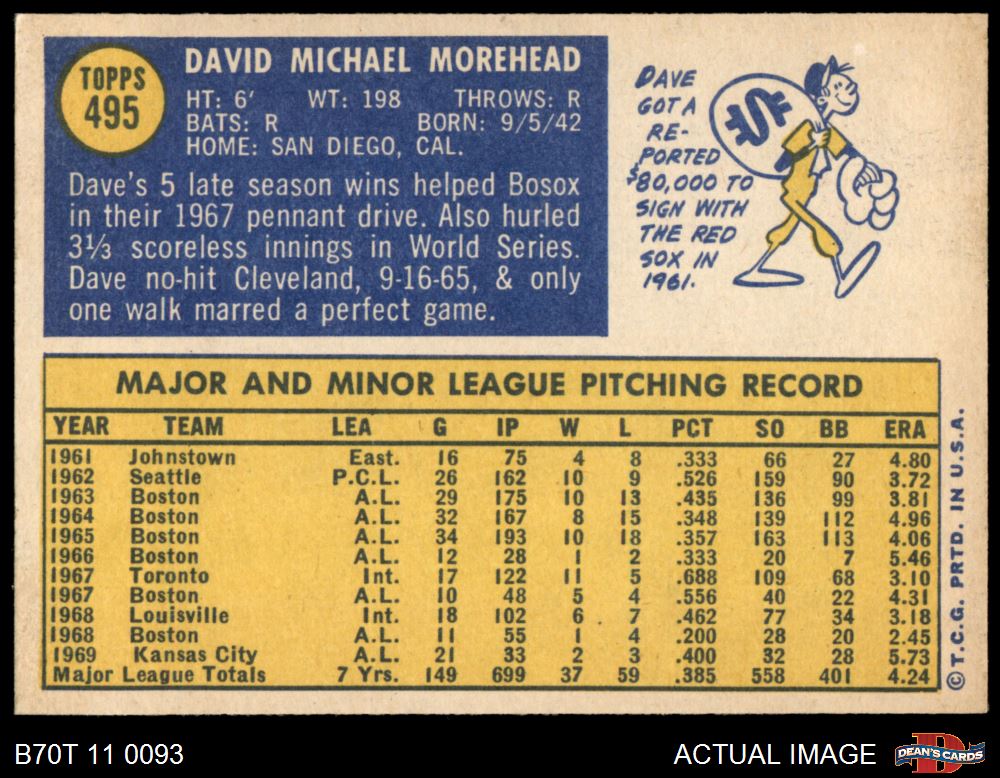 TOPPS
495
DAVID MICHAEL MOREHEAD
HT: 6' WT: 198 THROWS: R
BATS: R BORN: 9/5/42
HOME: SAN DIEGO, CAL.
Dave's 5 late season wins helped Bosox
in their 1967 pennant drive. Also hurled
3⅓ scoreless innings in World Series.
Dave no-hit Cleveland, 9-16-65, & only
one walk marred a perfect game.
DAVE
GOT A
RE-
PORTED
$80,000 TO
SIGN WITH
THE RED
SOX IN
1961.
$
MAJOR AND MINOR LEAGUE PITCHING RECORD
YEAR TEAM LEA G IP W L PCT SO BB ERA
1961 Johnstown East. 16 75 4 8 .333 66 27 4.80
1962 Seattle P.C.L. 26 162 10 9 .526 159 90 3.72
1963 Boston A.L. 29 175 10 13 .435 136 99 3.81
1964 Boston A.L. 32 167 8 15 .348 139 112 4.96
1965 Boston A.L. 34 193 10 18 .357 163 113 4.06
1966 Boston A.L. 12 28 1 2 .333 20 7 5.46
1967 Toronto Int. 17 122 11 5 .688 109 68 3.10
1967 Boston A.L. 10 48 5 4 .556 40 22 4.31
1968 Louisville Int. 18 102 6 7 .462 77 34 3.18
1968 Boston A.L. 11 55 1 4 .200 28 20 2.45
1969 Kansas City A.L. 21 33 2 3 .400 32 28 5.73
Major League Totals 7 Yrs. 149 699 37 59 .385 558 401 4.24
© T.C.G. PRTD. IN U.S.A.
B70T 11 0093
ACTUAL IMAGE
DEAN'S CARDS